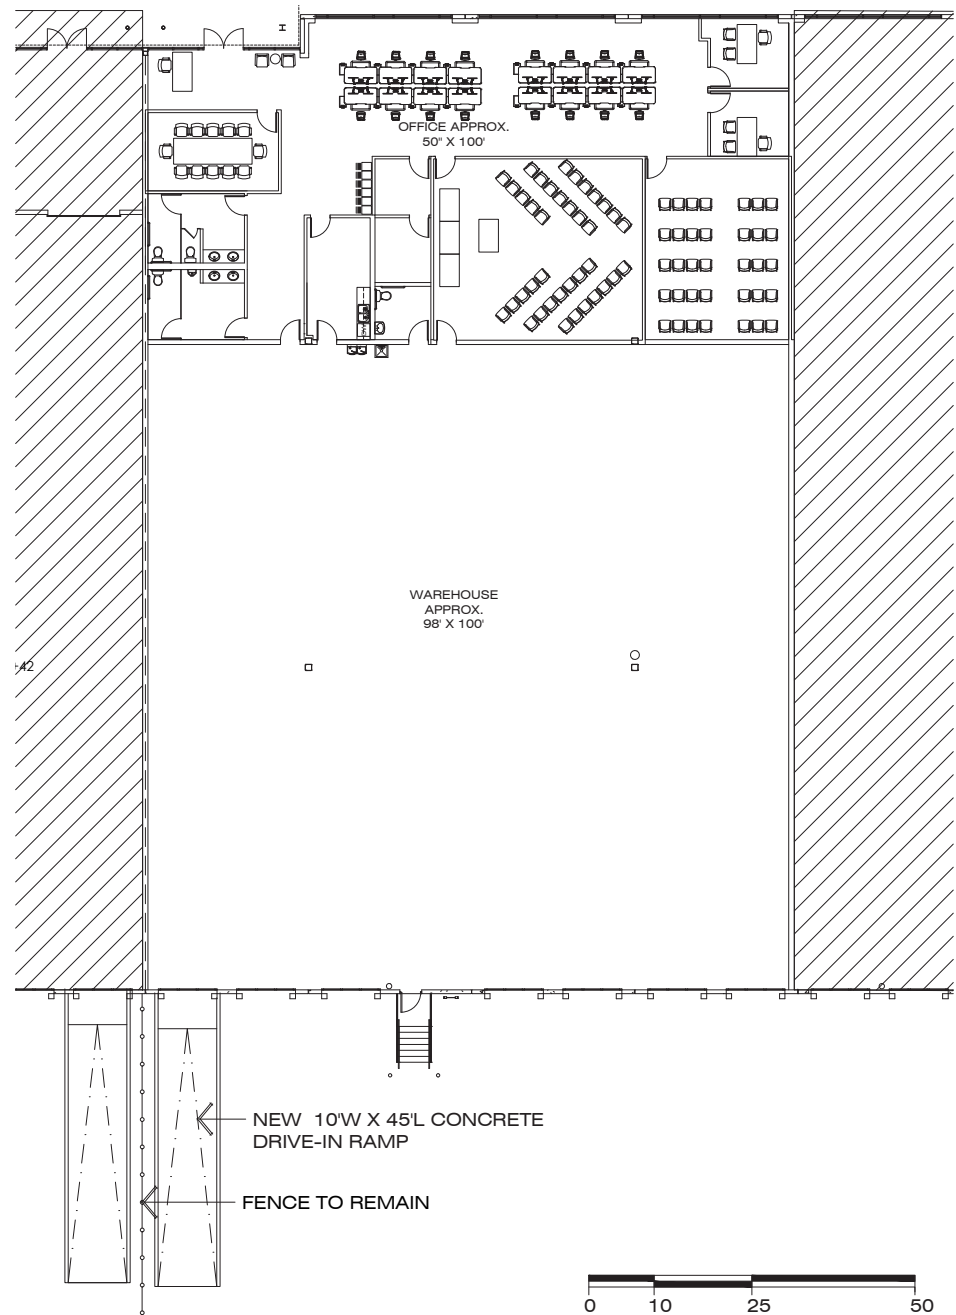 H
OFFICE APPROX.
50" X 100'
WAREHOUSE
APPROX.
98' X 100'
42
NEW 10'W X 45'L CONCRETE
DRIVE-IN RAMP
FENCE TO REMAIN
0 10 25 50